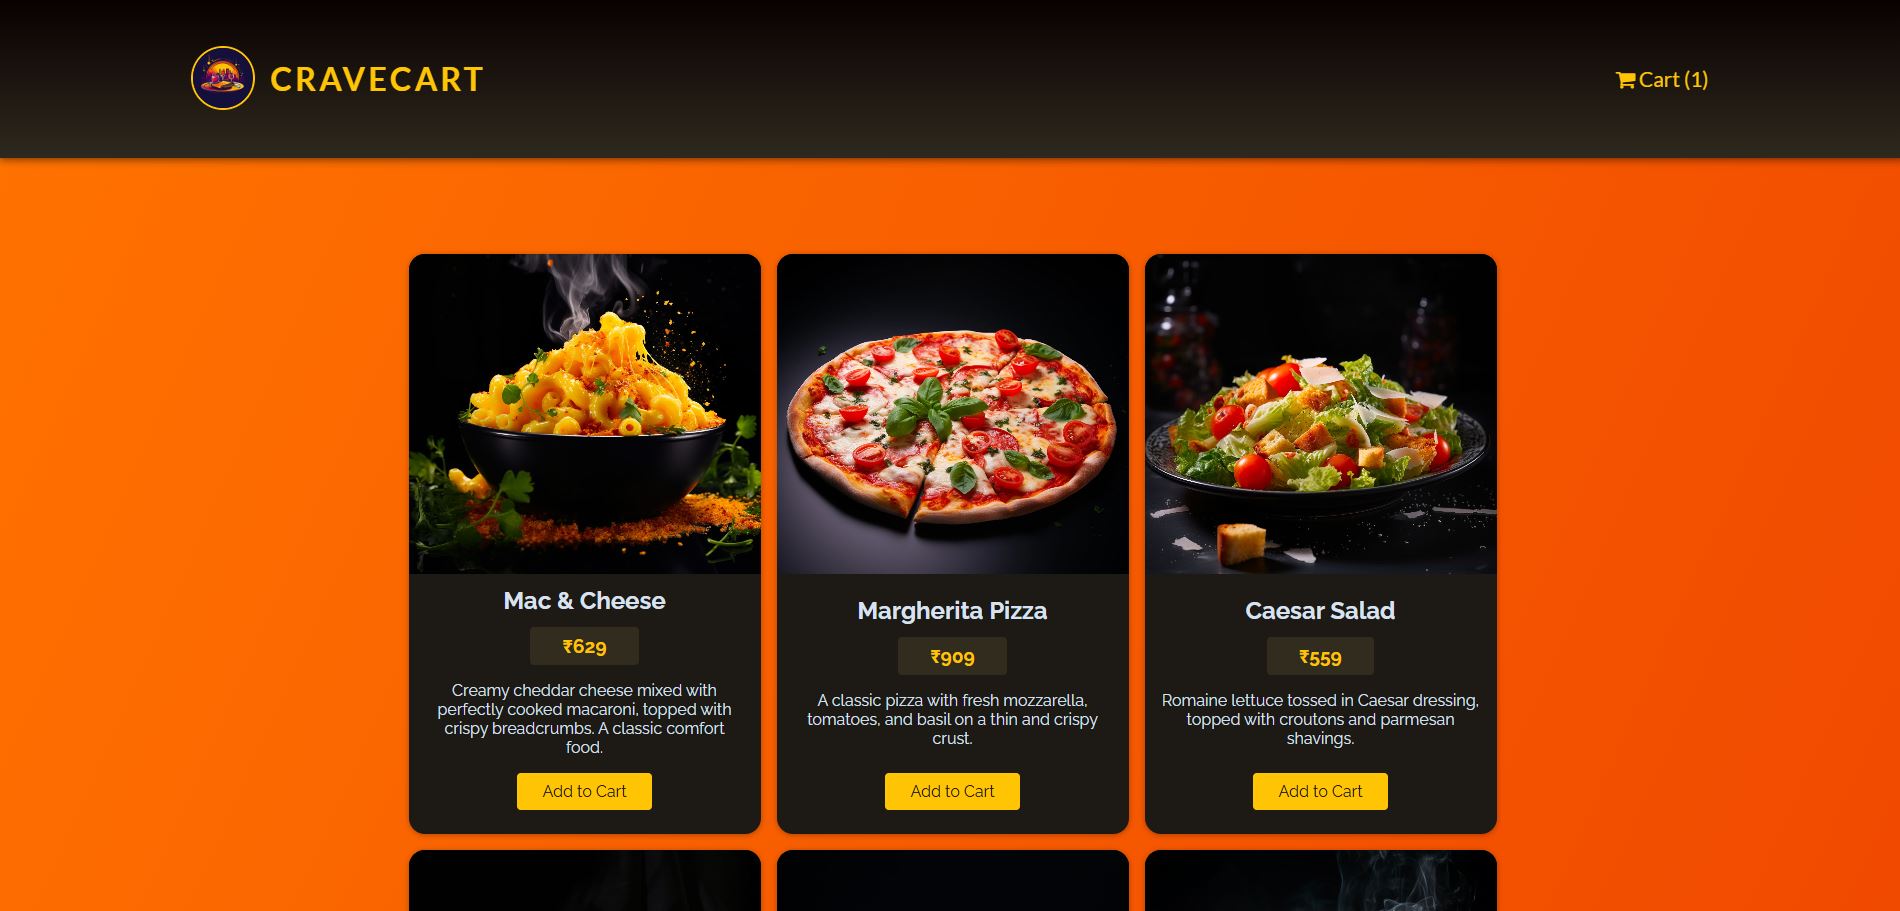 CRAVECART
Cart (1)
Mac & Cheese
₹629
Creamy cheddar cheese mixed with
perfectly cooked macaroni, topped with
crispy breadcrumbs. A classic comfort
food.
Add to Cart
Margherita Pizza
₹909
A classic pizza with fresh mozzarella,
tomatoes, and basil on a thin and crispy
crust.
Add to Cart
Caesar Salad
₹559
Romaine lettuce tossed in Caesar dressing,
topped with croutons and parmesan
shavings.
Add to Cart